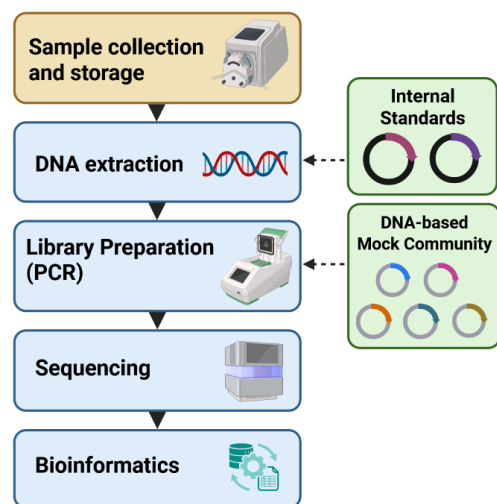 Sample collection
and storage
DNA extraction
Internal
Standards
Library Preparation
(PCR)
DNA-based
Mock Community
Sequencing
Bioinformatics